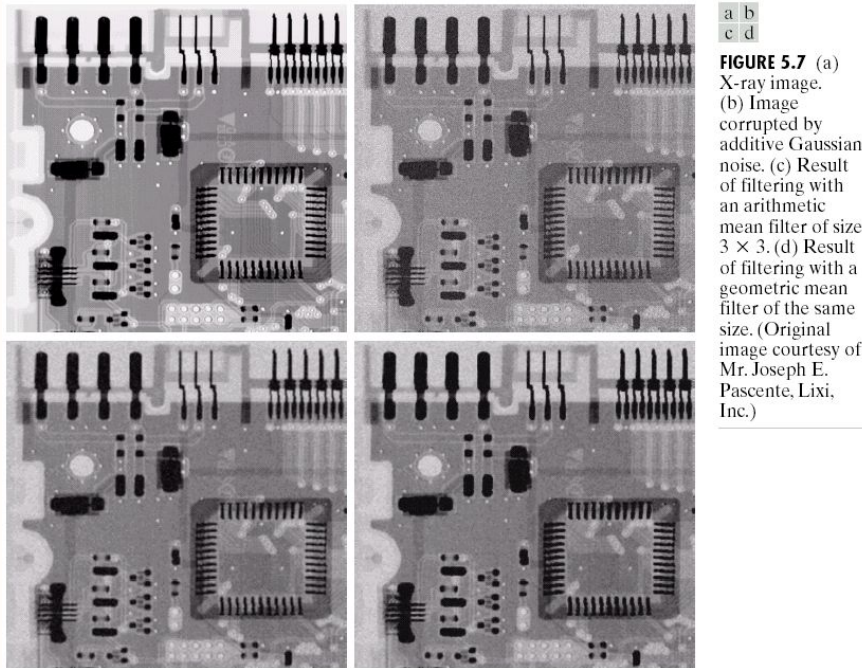 a b
c d
FIGURE 5.7 (a)
X-ray image.
(b) Image
corrupted by
additive Gaussian
noise. (c) Result
of filtering with
an arithmetic
mean filter of size
3 × 3. (d) Result
of filtering with a
geometric mean
filter of the same
size. (Original
image courtesy of
Mr. Joseph E.
Pascente, Lixi,
Inc.)